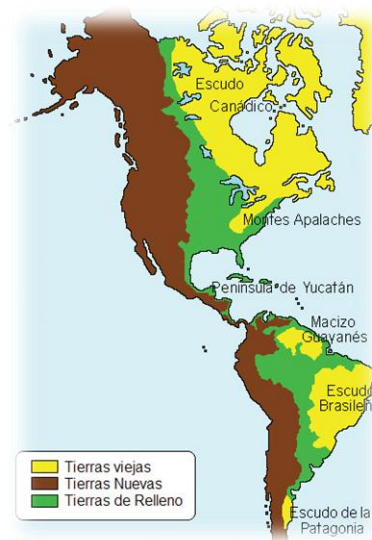 Escudo
Canádico
Montes Apalaches
Península de Yucatán
Macizo
Guayanés
Escudo
Brasileñ
Tierras viejas
Tierras Nuevas
Tierras de Relleno
Escudo de la
Patagonia